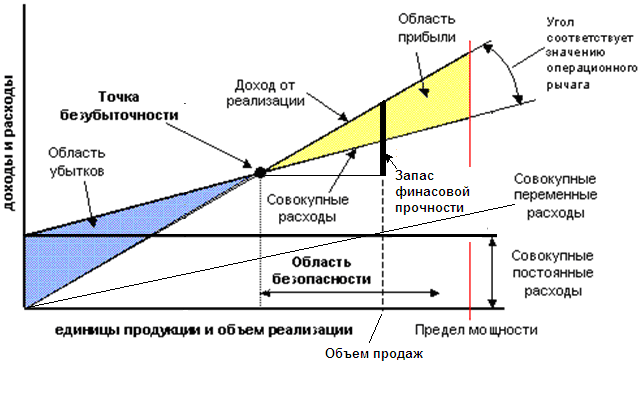 Область
прибыли
Угол
соответствует
значению
операционного
рычага
Доход от
реализации
Точка
безубыточности
Область
убытков
доходы и расходы
Запас
финасовой
прочности
Совокупные
расходы
Совокупные
переменные
расходы
Область
безопасности
Совокупные
постоянные
расходы
единицы продукции и объем реализации
Предел мощности
Объем продаж